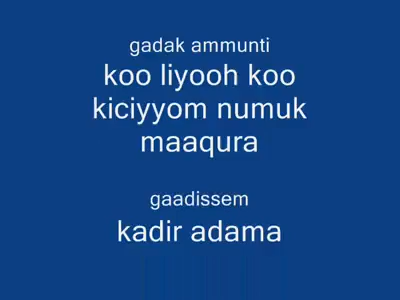 gadak ammunti
koo liyooh koo
kiciyyom numuk
maaqura
gaadissem
kadir adama